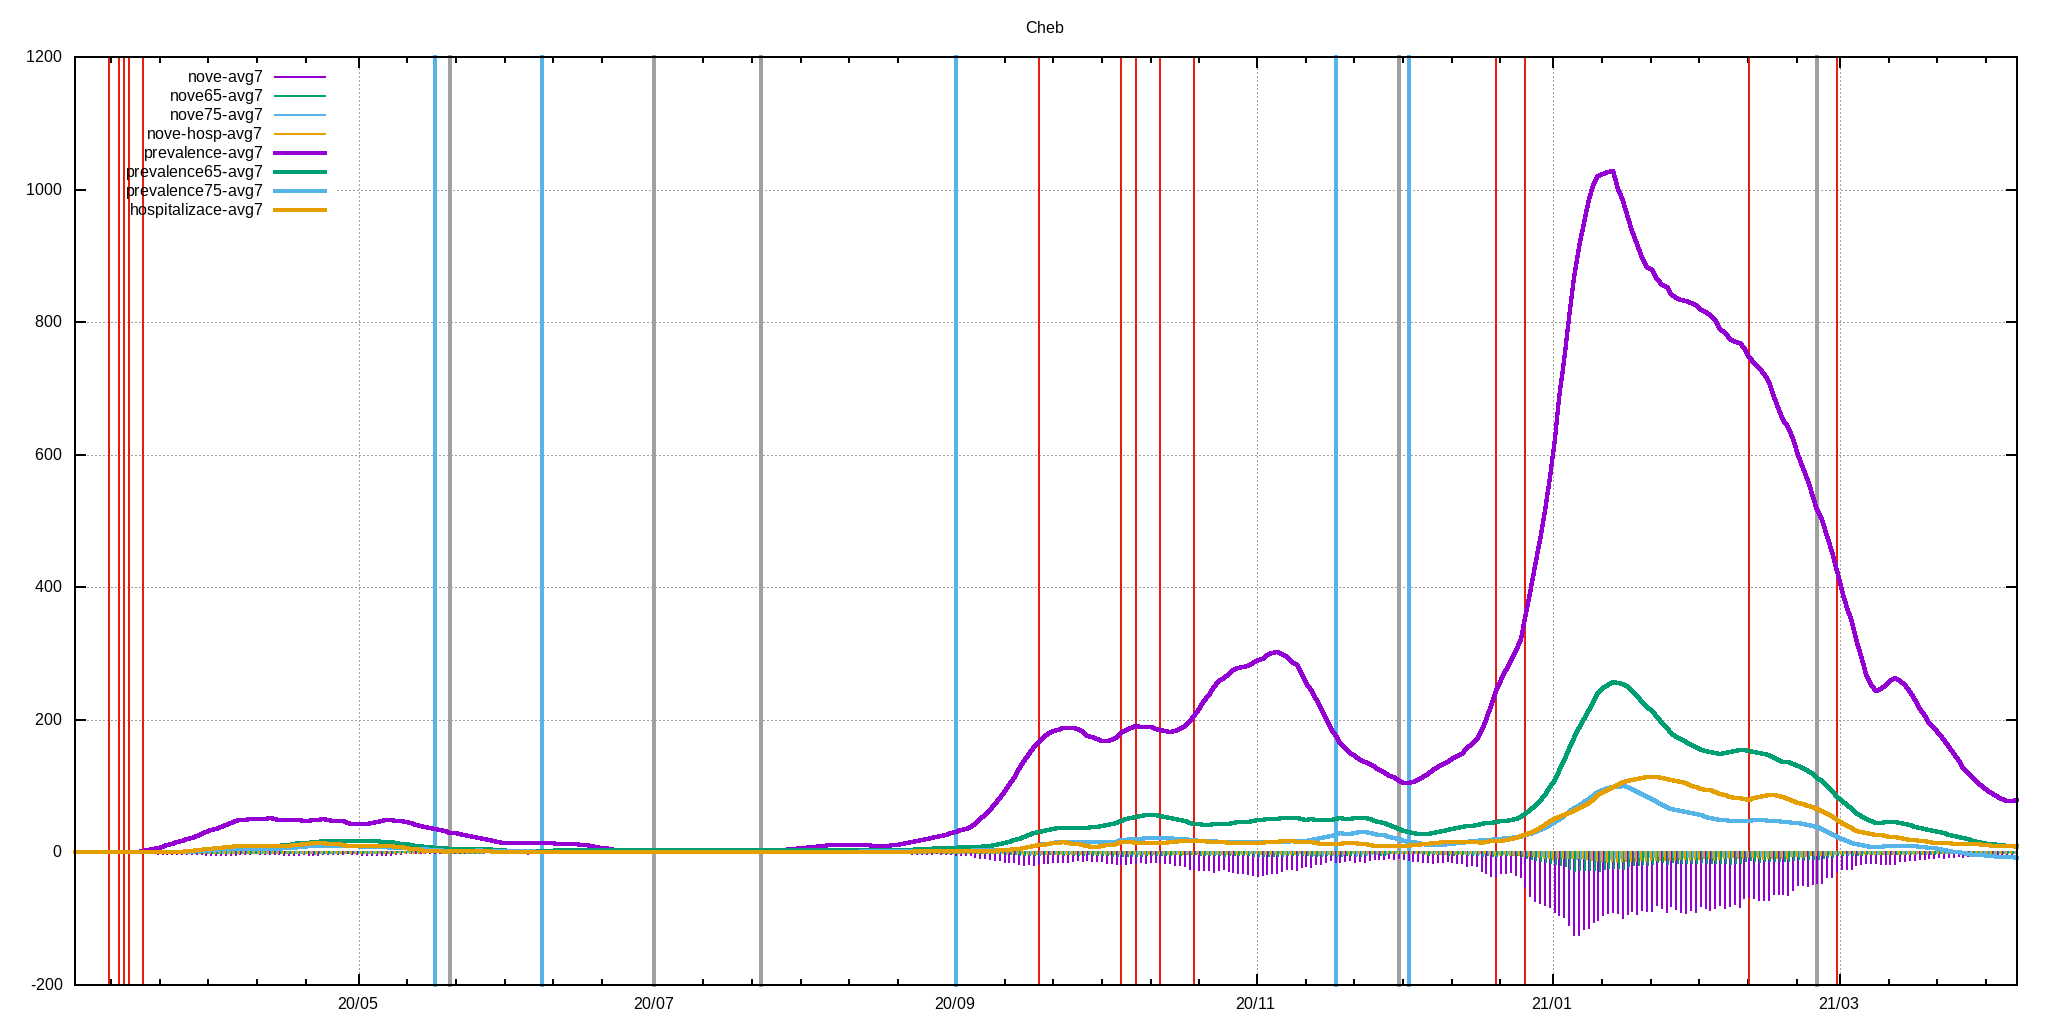 Cheb
1200
1000
800
600
400
200
0
-200
nove-avg7
nove65-avg7
nove75-avg7
nove-hosp-avg7
prevalence-avg7
prevalence65-avg7
prevalence75-avg7
hospitalizace-avg7
20/05 20/07 20/09 20/11 21/01 21/03